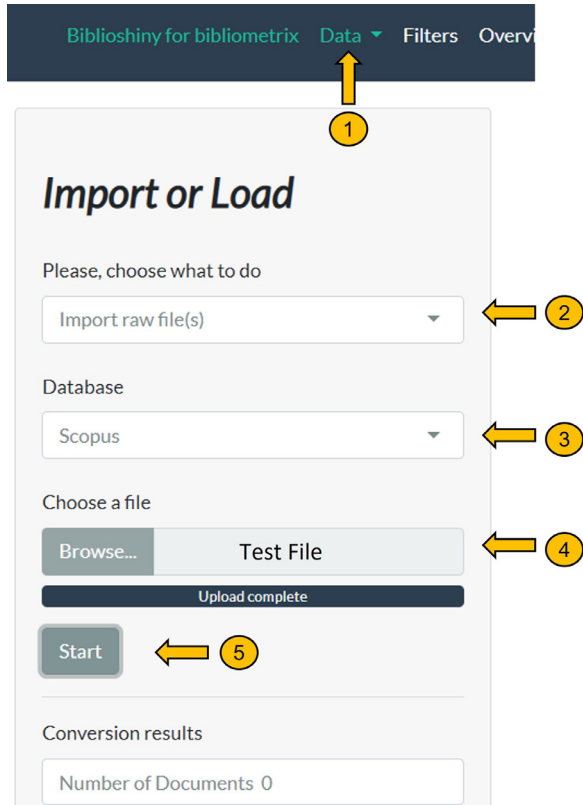 Biblioshiny for bibliometrix Data Filters Overvi
1
Import or Load
Please, choose what to do
Import raw file(s)
2
Database
Scopus
3
Choose a file
Browse... Test File
4
Upload complete
Start
5
Conversion results
Number of Documents 0